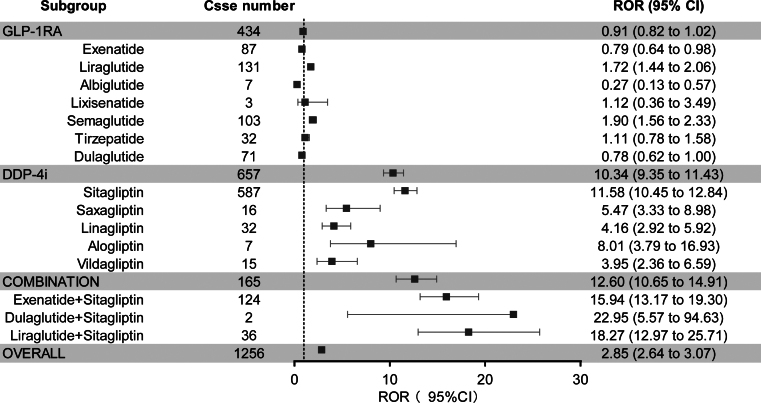 Subgroup Csse number ROR (95% CI)
GLP-1RA 434 0.91 (0.82 to 1.02)
Exenatide 87 0.79 (0.64 to 0.98)
Liraglutide 131 1.72 (1.44 to 2.06)
Albiglutide 7 0.27 (0.13 to 0.57)
Lixisenatide 3 1.12 (0.36 to 3.49)
Semaglutide 103 1.90 (1.56 to 2.33)
Tirzepatide 32 1.11 (0.78 to 1.58)
Dulaglutide 71 0.78 (0.62 to 1.00)
DDP-4i 657 10.34 (9.35 to 11.43)
Sitagliptin 587 11.58 (10.45 to 12.84)
Saxagliptin 16 5.47 (3.33 to 8.98)
Linagliptin 32 4.16 (2.92 to 5.92)
Alogliptin 7 8.01 (3.79 to 16.93)
Vildagliptin 15 3.95 (2.36 to 6.59)
COMBINATION 165 12.60 (10.65 to 14.91)
Exenatide+Sitagliptin 124 15.94 (13.17 to 19.30)
Dulaglutide+Sitagliptin 2 22.95 (5.57 to 94.63)
Liraglutide+Sitagliptin 36 18.27 (12.97 to 25.71)
OVERALL 1256 2.85 (2.64 to 3.07)
0 10 20 30
ROR ( 95%CI)